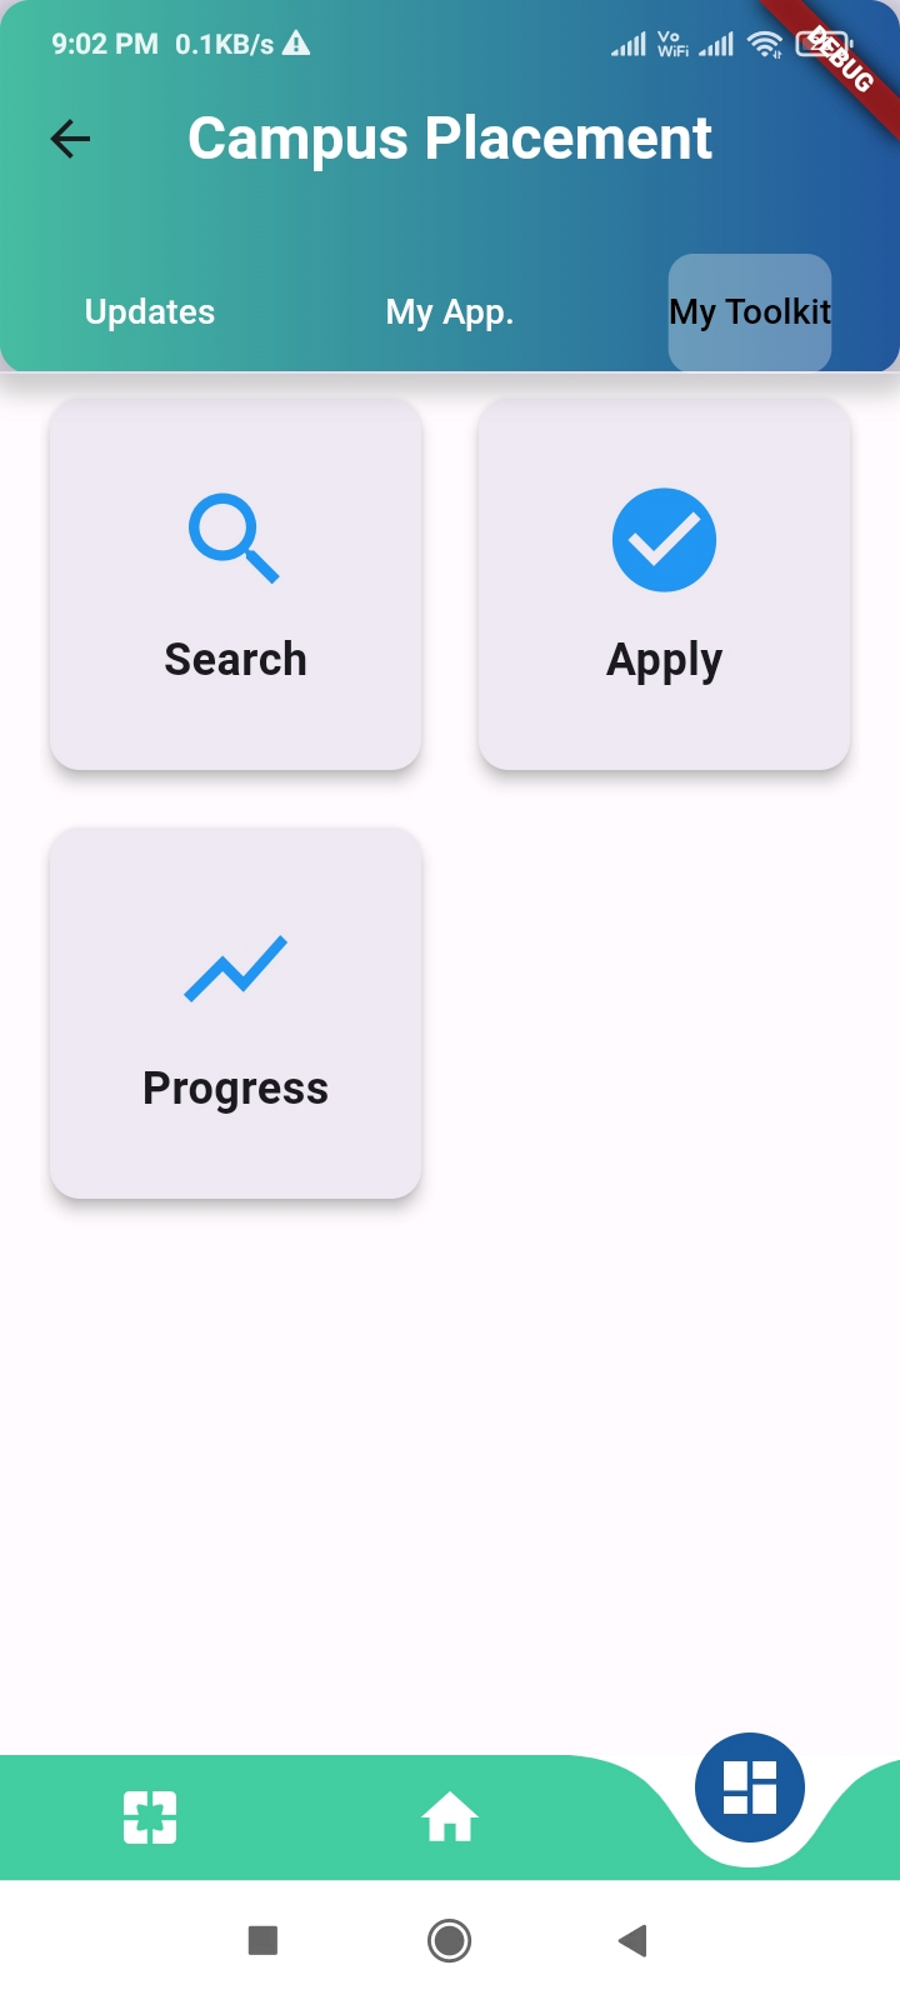 9:02 PM 0.1KB/s
Vo
WiFi
DEBUG
Campus Placement
Updates My App. My Toolkit
Search Apply
Progress